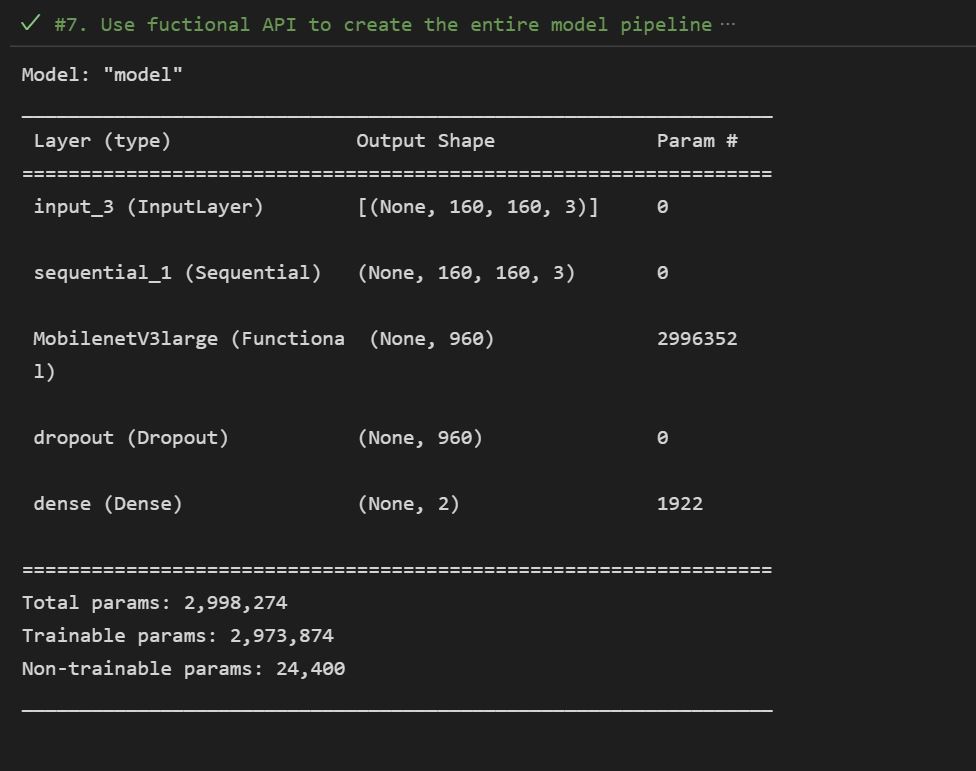 #7. Use fuctional API to create the entire model pipeline ...
Model: "model"
Layer (type) Output Shape Param #
=================================================================
input_3 (InputLayer) [(None, 160, 160, 3)] 0
sequential_1 (Sequential) (None, 160, 160, 3) 0
MobilenetV3large (Functiona (None, 960) 2996352
l)
dropout (Dropout) (None, 960) 0
dense (Dense) (None, 2) 1922
=================================================================
Total params: 2,998,274
Trainable params: 2,973,874
Non-trainable params: 24,400